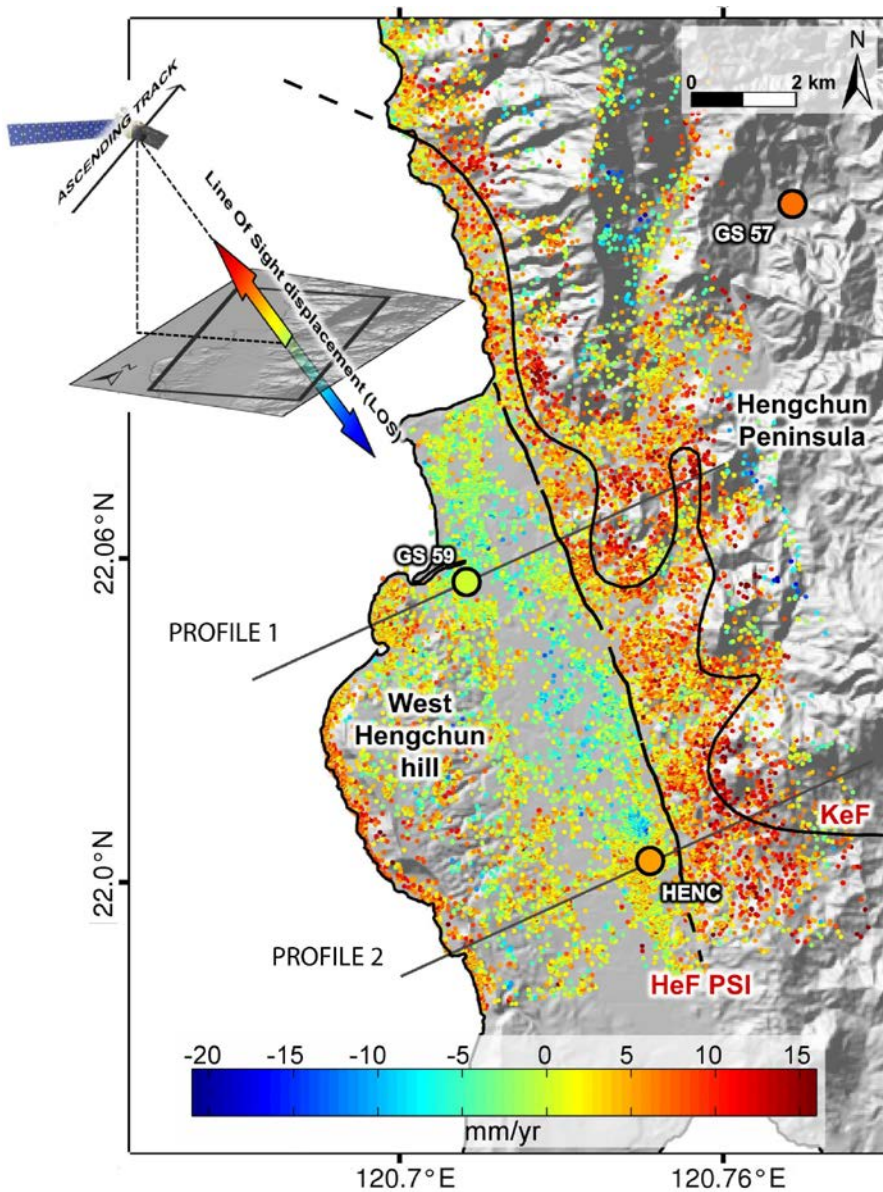 N
0 2 km
ASCENDING TRACK
Line Of Sight displacement (LOS)
N
GS 57
Hengchun
Peninsula
22.06°N
GS 59
PROFILE 1
West
Hengchun
hill
KeF
22.0°N
HENC
PROFILE 2
HeF PSI
-20 -15 -10 -5 0 5 10 15
mm/yr
120.7°E 120.76°E